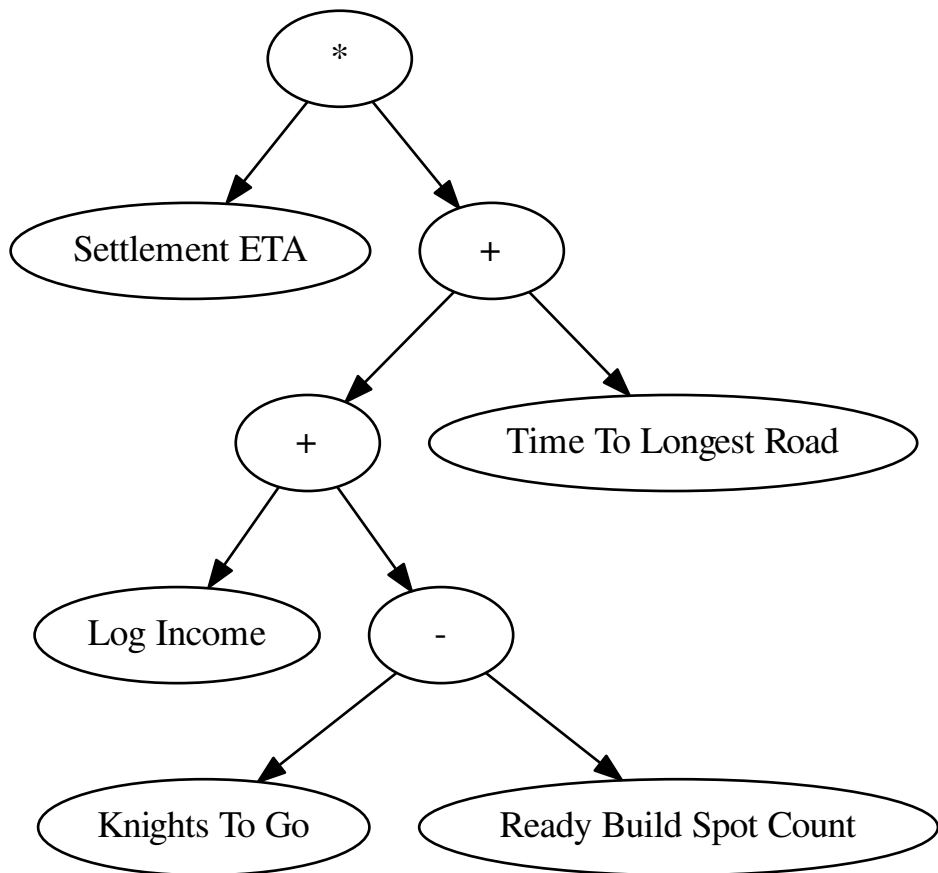 *
Settlement ETA
+
+
Time To Longest Road
Log Income
-
Knights To Go
Ready Build Spot Count